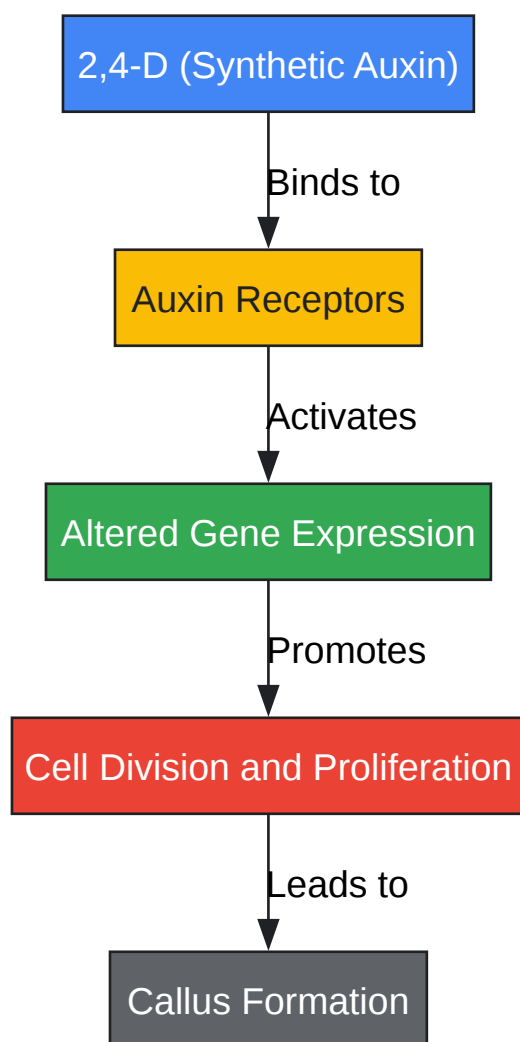 2,4-D (Synthetic Auxin)
Binds to
Auxin Receptors
Activates
Altered Gene Expression
Promotes
Cell Division and Proliferation
Leads to
Callus Formation